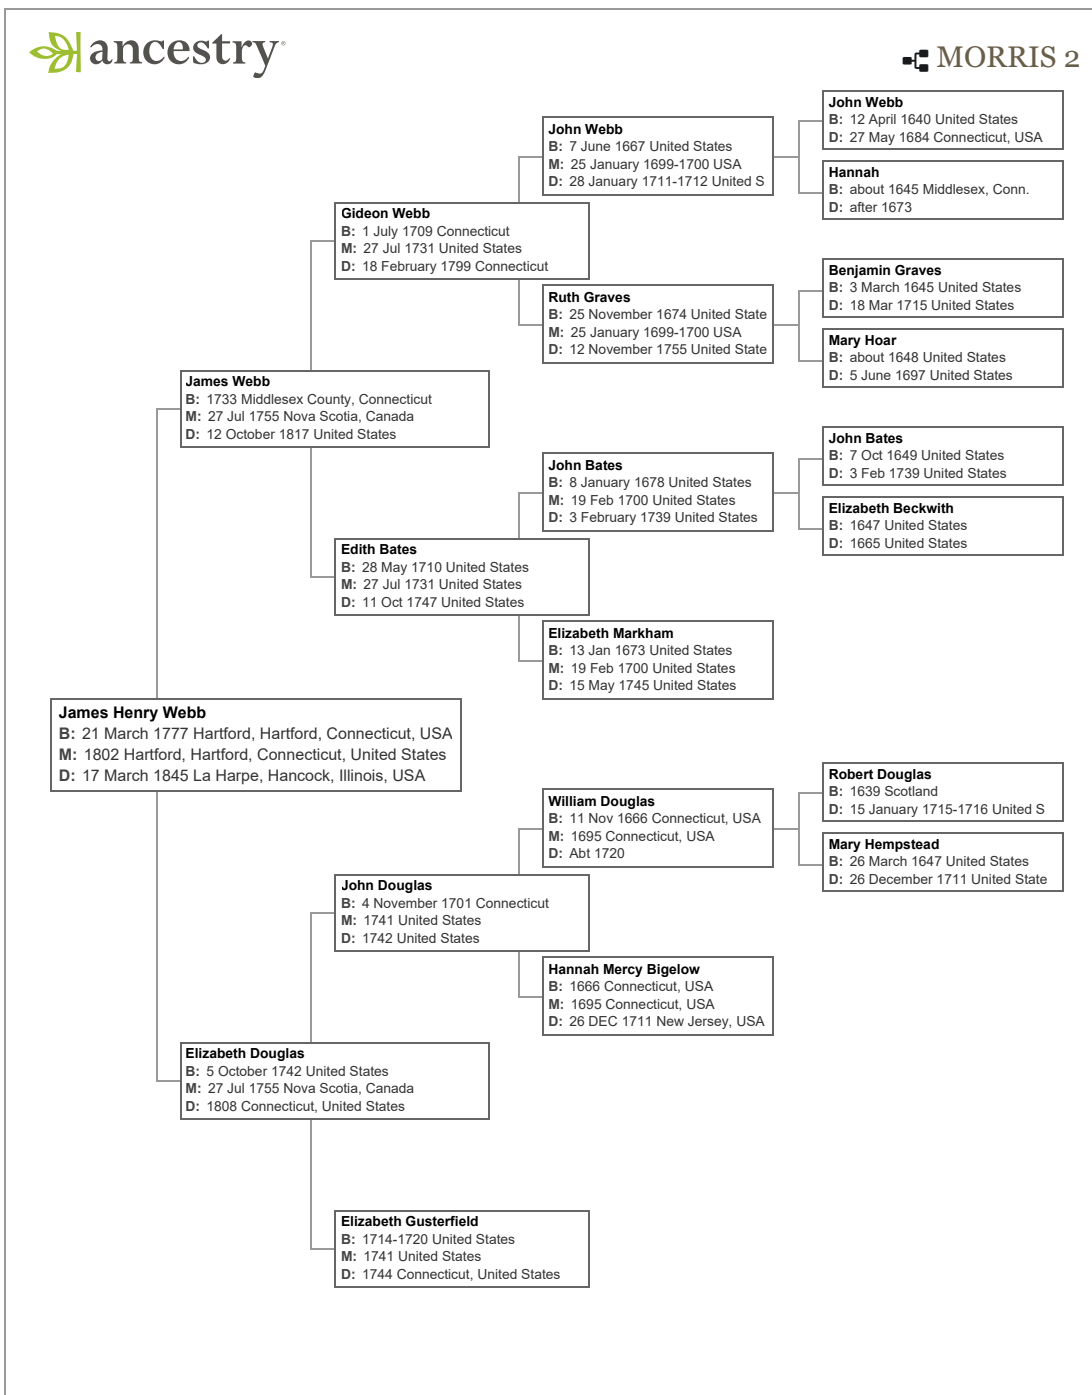 ancestry
MORRIS 2
John Webb
B: 12 April 1640 United States
D: 27 May 1684 Connecticut, USA
John Webb
B: 7 June 1667 United States
M: 25 January 1699-1700 USA
D: 28 January 1711-1712 United S
Hannah
B: about 1645 Middlesex, Conn.
D: after 1673
Gideon Webb
B: 1 July 1709 Connecticut
M: 27 Jul 1731 United States
D: 18 February 1799 Connecticut
Benjamin Graves
B: 3 March 1645 United States
D: 18 Mar 1715 United States
Ruth Graves
B: 25 November 1674 United State
M: 25 January 1699-1700 USA
D: 12 November 1755 United State
Mary Hoar
B: about 1648 United States
D: 5 June 1697 United States
James Webb
B: 1733 Middlesex County, Connecticut
M: 27 Jul 1755 Nova Scotia, Canada
D: 12 October 1817 United States
John Bates
B: 7 Oct 1649 United States
D: 3 Feb 1739 United States
John Bates
B: 8 January 1678 United States
M: 19 Feb 1700 United States
D: 3 February 1739 United States
Elizabeth Beckwith
B: 1647 United States
D: 1665 United States
Edith Bates
B: 28 May 1710 United States
M: 27 Jul 1731 United States
D: 11 Oct 1747 United States
Elizabeth Markham
B: 13 Jan 1673 United States
M: 19 Feb 1700 United States
D: 15 May 1745 United States
James Henry Webb
B: 21 March 1777 Hartford, Hartford, Connecticut, USA
M: 1802 Hartford, Hartford, Connecticut, United States
D: 17 March 1845 La Harpe, Hancock, Illinois, USA
Robert Douglas
B: 1639 Scotland
D: 15 January 1715-1716 United S
William Douglas
B: 11 Nov 1666 Connecticut, USA
M: 1695 Connecticut, USA
D: Abt 1720
Mary Hempstead
B: 26 March 1647 United States
D: 26 December 1711 United State
John Douglas
B: 4 November 1701 Connecticut
M: 1741 United States
D: 1742 United States
Hannah Mercy Bigelow
B: 1666 Connecticut, USA
M: 1695 Connecticut, USA
D: 26 DEC 1711 New Jersey, USA
Elizabeth Douglas
B: 5 October 1742 United States
M: 27 Jul 1755 Nova Scotia, Canada
D: 1808 Connecticut, United States
Elizabeth Gusterfield
B: 1714-1720 United States
M: 1741 United States
D: 1744 Connecticut, United States